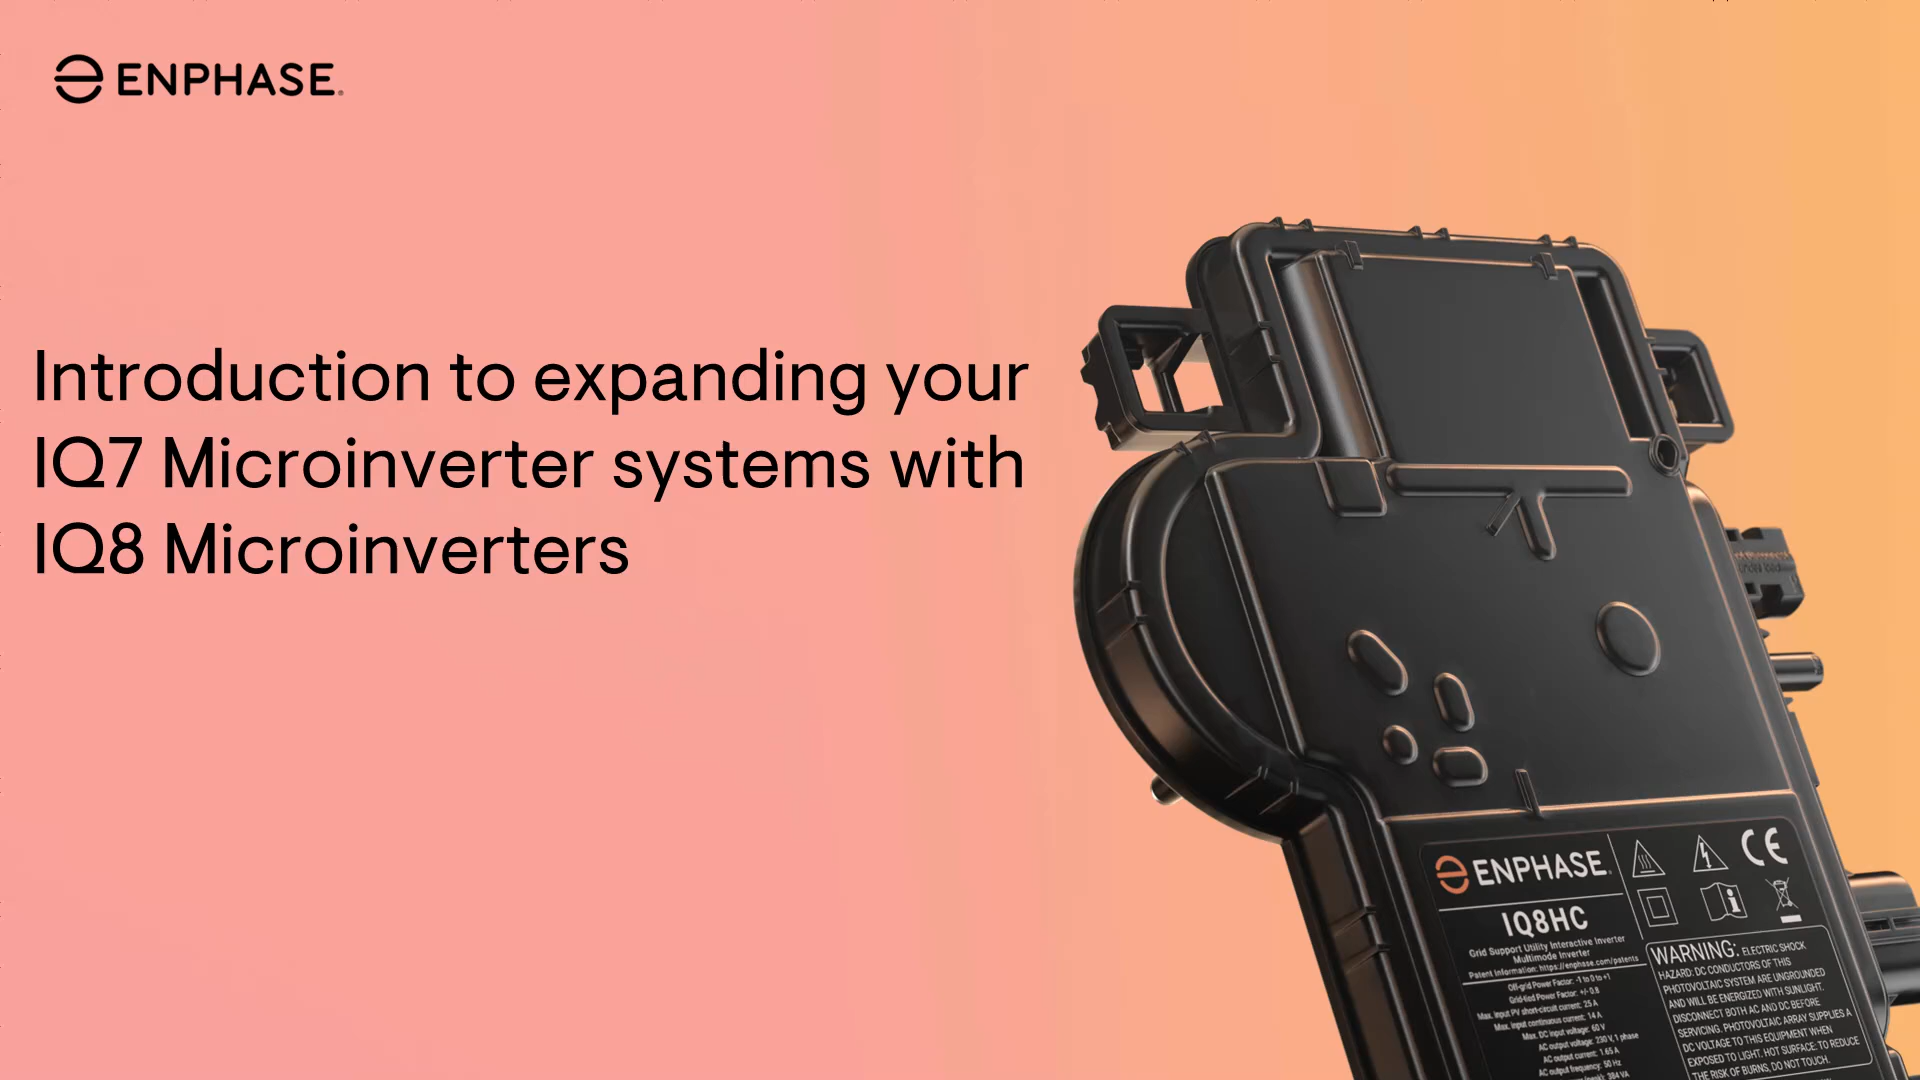 ENPHASE.
Introduction to expanding your
IQ7 Microinverter systems with
IQ8 Microinverters
ENPHASE.
IQ8HC
Grid Support Utility Interactive Inverter
Multimode Inverter
Patent Information: https://enphase.com/patents
Off-grid Power Factor: -1 to 0 to +1
Grid-tied Power Factor: +/- 0.8
Max. input PV short-circuit current: 25 A
Max. input continuous current: 14 A
Max. DC input voltage: 60 V
AC output voltage: 230 V, 1 phase
AC output current: 1.65 A
AC output frequency: 50 Hz
384 VA
CE
WARNING: ELECTRIC SHOCK
HAZARD: DC CONDUCTORS OF THIS
PHOTOVOLTAIC SYSTEM ARE UNGROUNDED
AND WILL BE ENERGIZED WITH SUNLIGHT.
DISCONNECT BOTH AC AND DC BEFORE
SERVICING. PHOTOVOLTAIC ARRAY SUPPLIES A
DC VOLTAGE TO THIS EQUIPMENT WHEN
EXPOSED TO LIGHT. HOT SURFACE: TO REDUCE
THE RISK OF BURNS, DO NOT TOUCH.